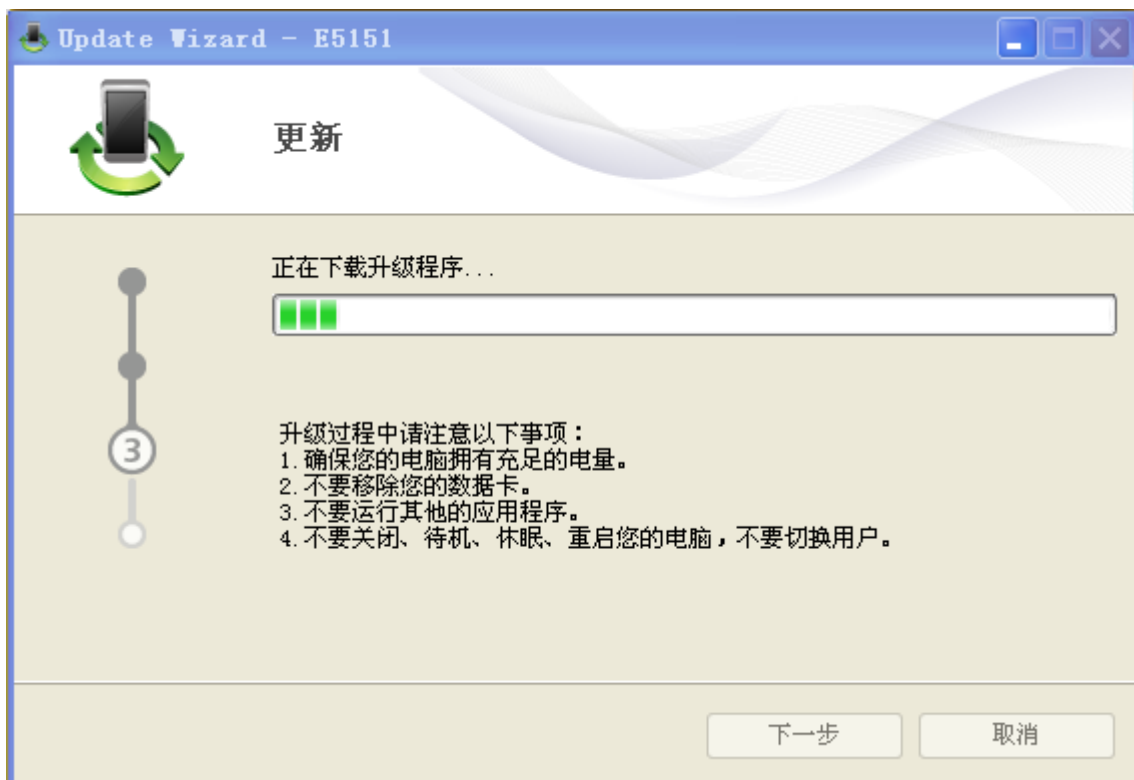 Update Wizard - E5151
更新
正在下载升级程序...
3
升级过程中请注意以下事项：
1.确保您的电脑拥有充足的电量。
2.不要移除您的数据卡。
3.不要运行其他的应用程序。
4.不要关闭、待机、休眠、重启您的电脑，不要切换用户。
下一步
取消